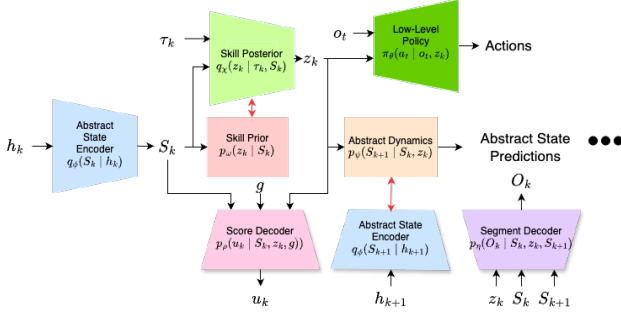 τ_k
Skill Posterior
q_χ(z_k | τ_k, S_k)
z_k
o_t
Low-Level
Policy
π_θ(a_t | o_t, z_k)
Actions
h_k
Abstract
State
Encoder
q_ϕ(S_k | h_k)
S_k
Skill Prior
p_ω(z_k | S_k)
Abstract Dynamics
p_ψ(S_{k+1} | S_k, z_k)
Abstract State
Predictions
g
Score Decoder
p_ρ(u_k | S_k, z_k, g))
u_k
Abstract State
Encoder
q_ϕ(S_{k+1} | h_{k+1})
h_{k+1}
O_k
Segment Decoder
p_η(O_k | S_k, z_k, S_{k+1})
z_k S_k S_{k+1}